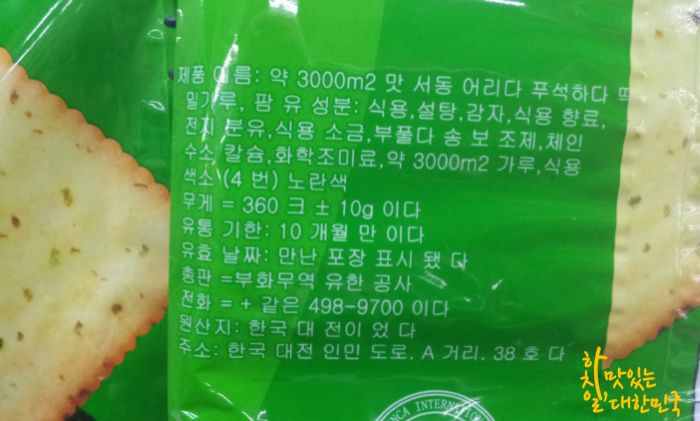 제품 이름: 약 3000m2 맛 서동 어리다 푸석하다 떡
밀가루, 팜 유 성분: 식용,설탕,감자,식용 향료,
전지 분유,식용 소금,부풀다 송 보 조제,체인
수소 칼슘,화학조미료,약 3000m2 가루,식용
색소 (4 번) 노란색
무게 = 360 크 ± 10g 이다
유통 기한: 10 개월 만 이다
유효 날짜: 만난 포장 표시 됐 다
총판 =부화무역 유한 공사
전화 = + 같은 498-9700 이다
원산지: 한국 대 전이 었 다
주소: 한국 대전 인민 도로. A 거리. 38 호 다
INTERNATIO
하루하나 맛있는
일 대한민국